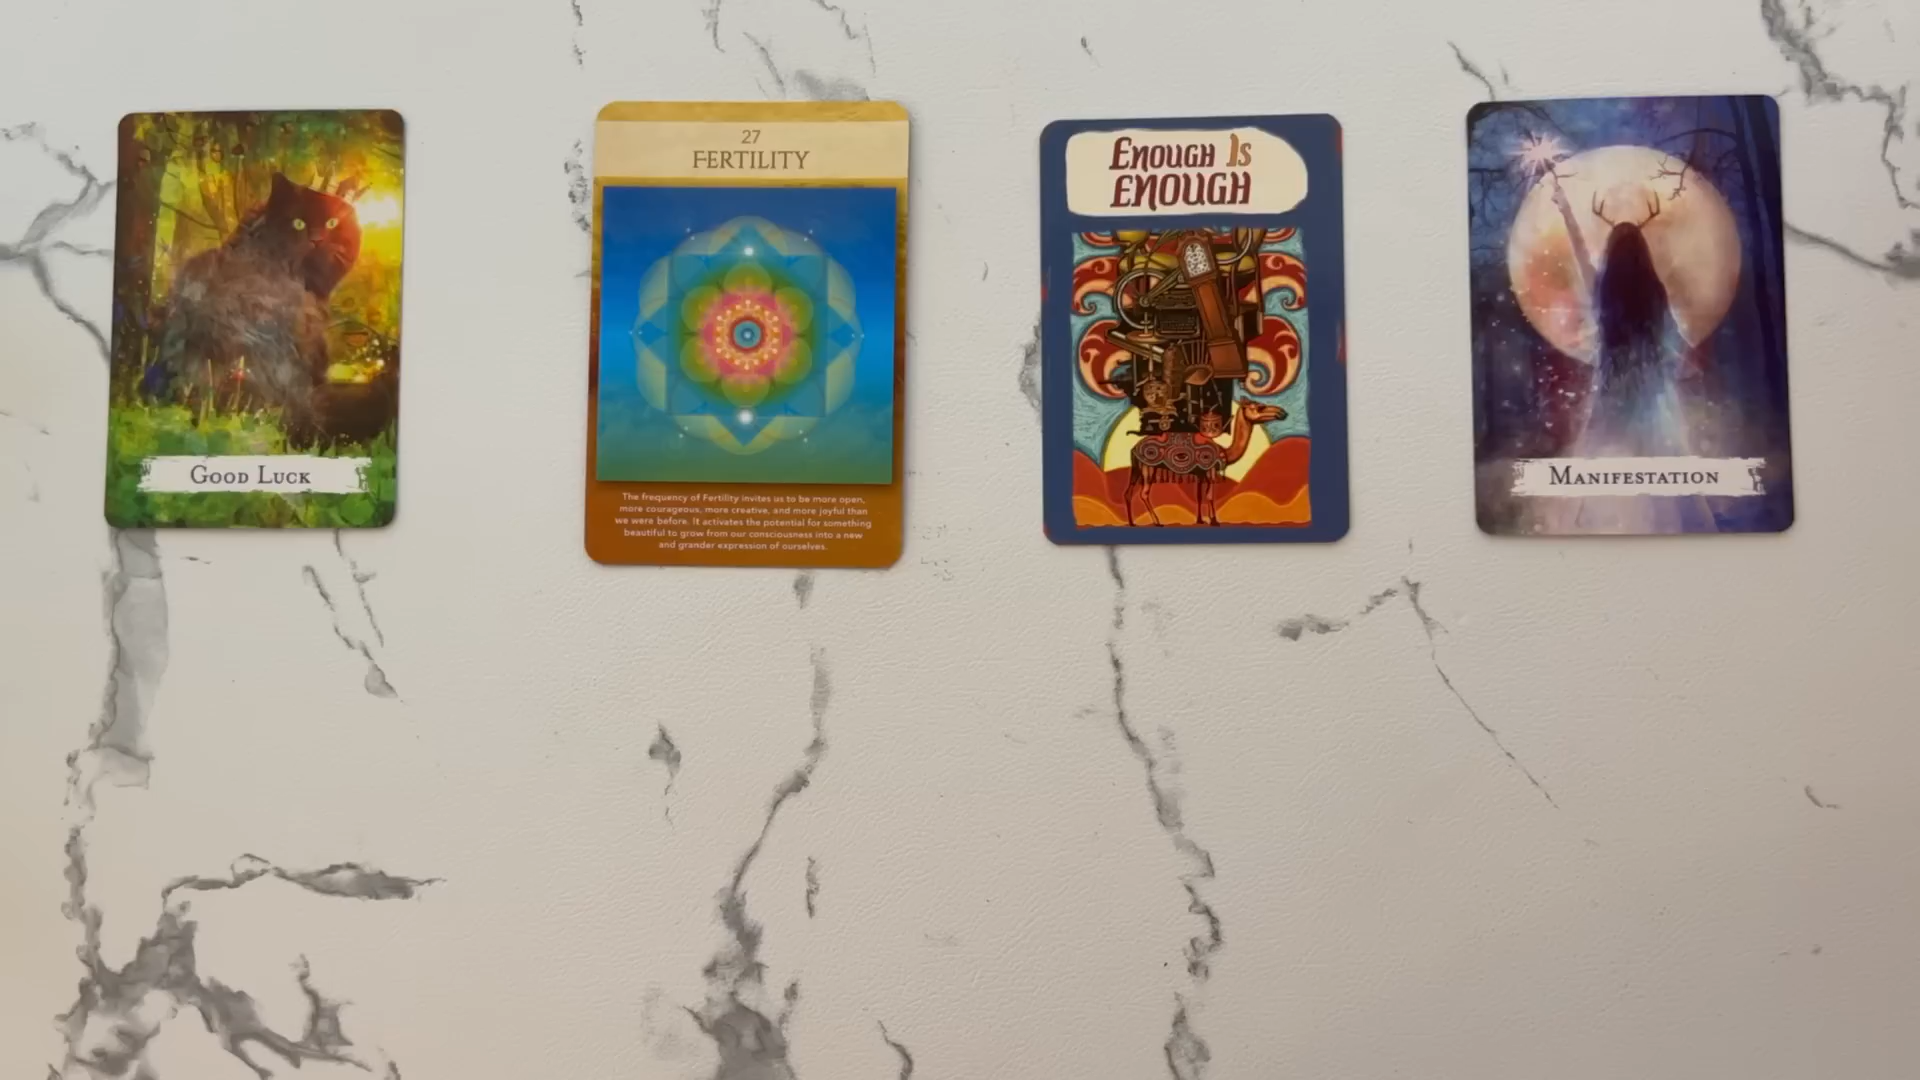 Good Luck
27
FERTILITY
The frequency of Fertility invites us to be more open,
more courageous, more creative, and more joyful than
we were before. It activates the potential for something
beautiful to grow from our consciousness into a new
and grander expression of ourselves.
Enough Is
ENOUGH
Manifestation